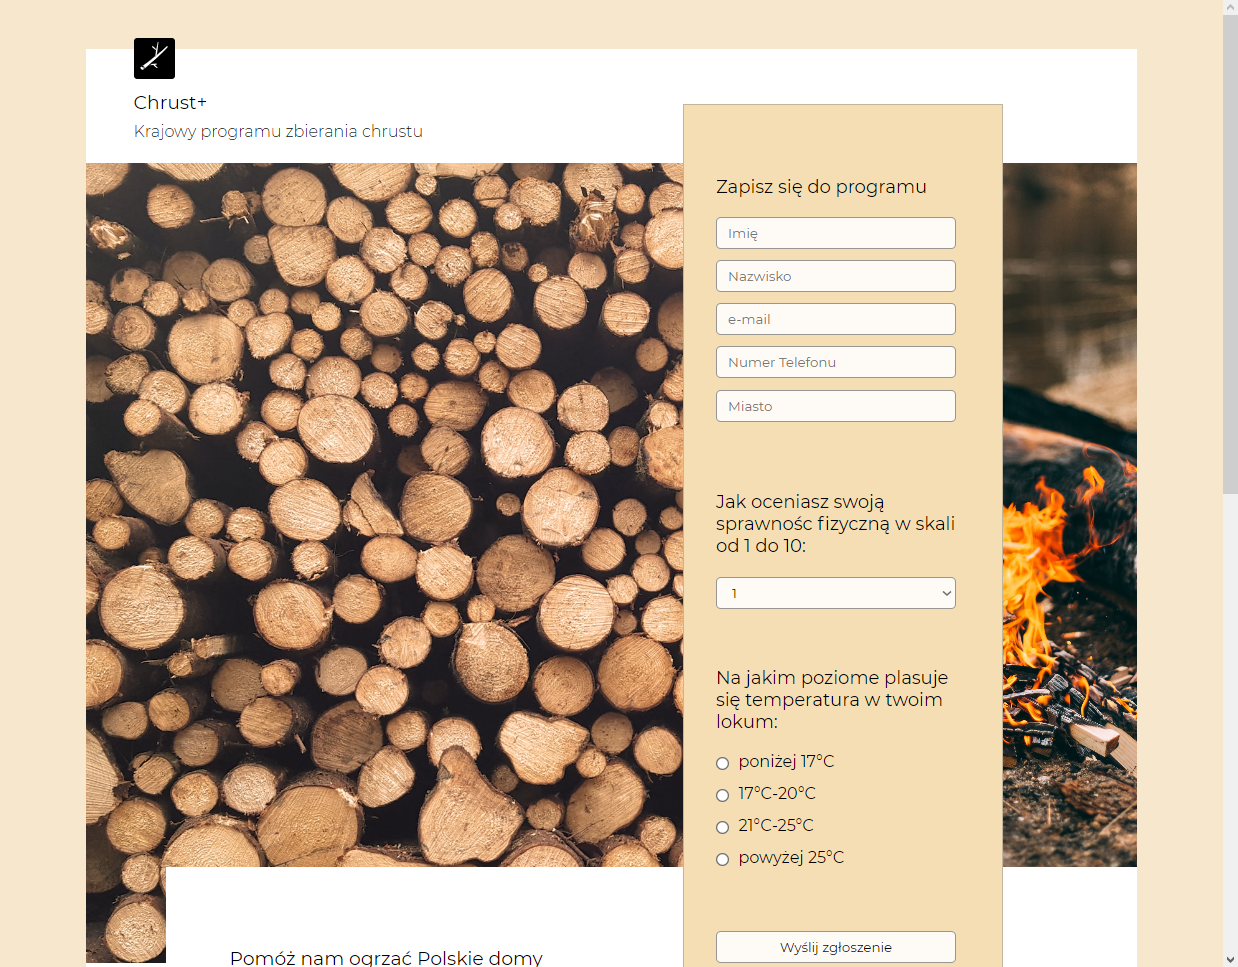 Chrust+
Krajowy programu zbierania chrustu
Zapisz się do programu
Imię
Nazwisko
e-mail
Numer Telefonu
Miasto
Jak oceniasz swoją
sprawnośc fizyczną w skali
od 1 do 10:
1
Na jakim poziome plasuje
się temperatura w twoim
lokum:
poniżej 17°C
17°C-20°C
21°C-25°C
powyżej 25°C
Wyślij zgłoszenie
Pomóż nam ogrzać Polskie domy